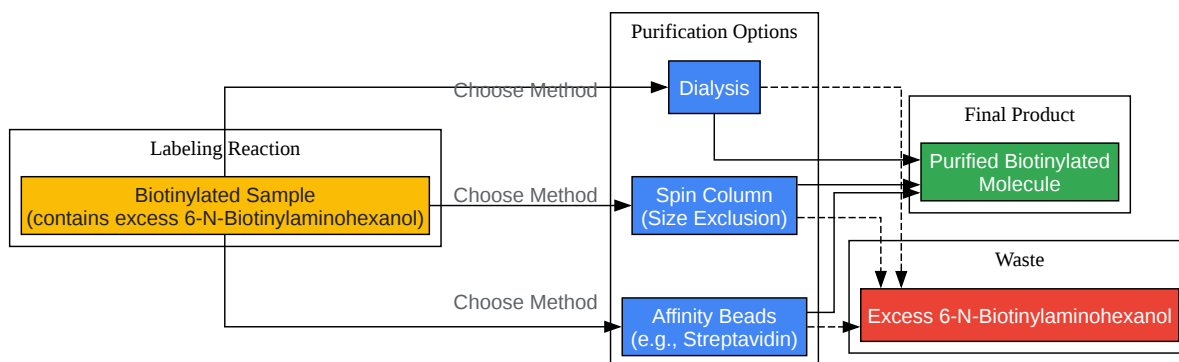 Purification Options
Dialysis
Choose Method
Final Product
Labeling Reaction
Purified Biotinylated
Molecule
Biotinylated Sample
(contains excess 6-N-Biotinylaminohexanol)
Choose Method
Spin Column
(Size Exclusion)
Waste
Choose Method
Affinity Beads
(e.g., Streptavidin)
Excess 6-N-Biotinylaminohexanol